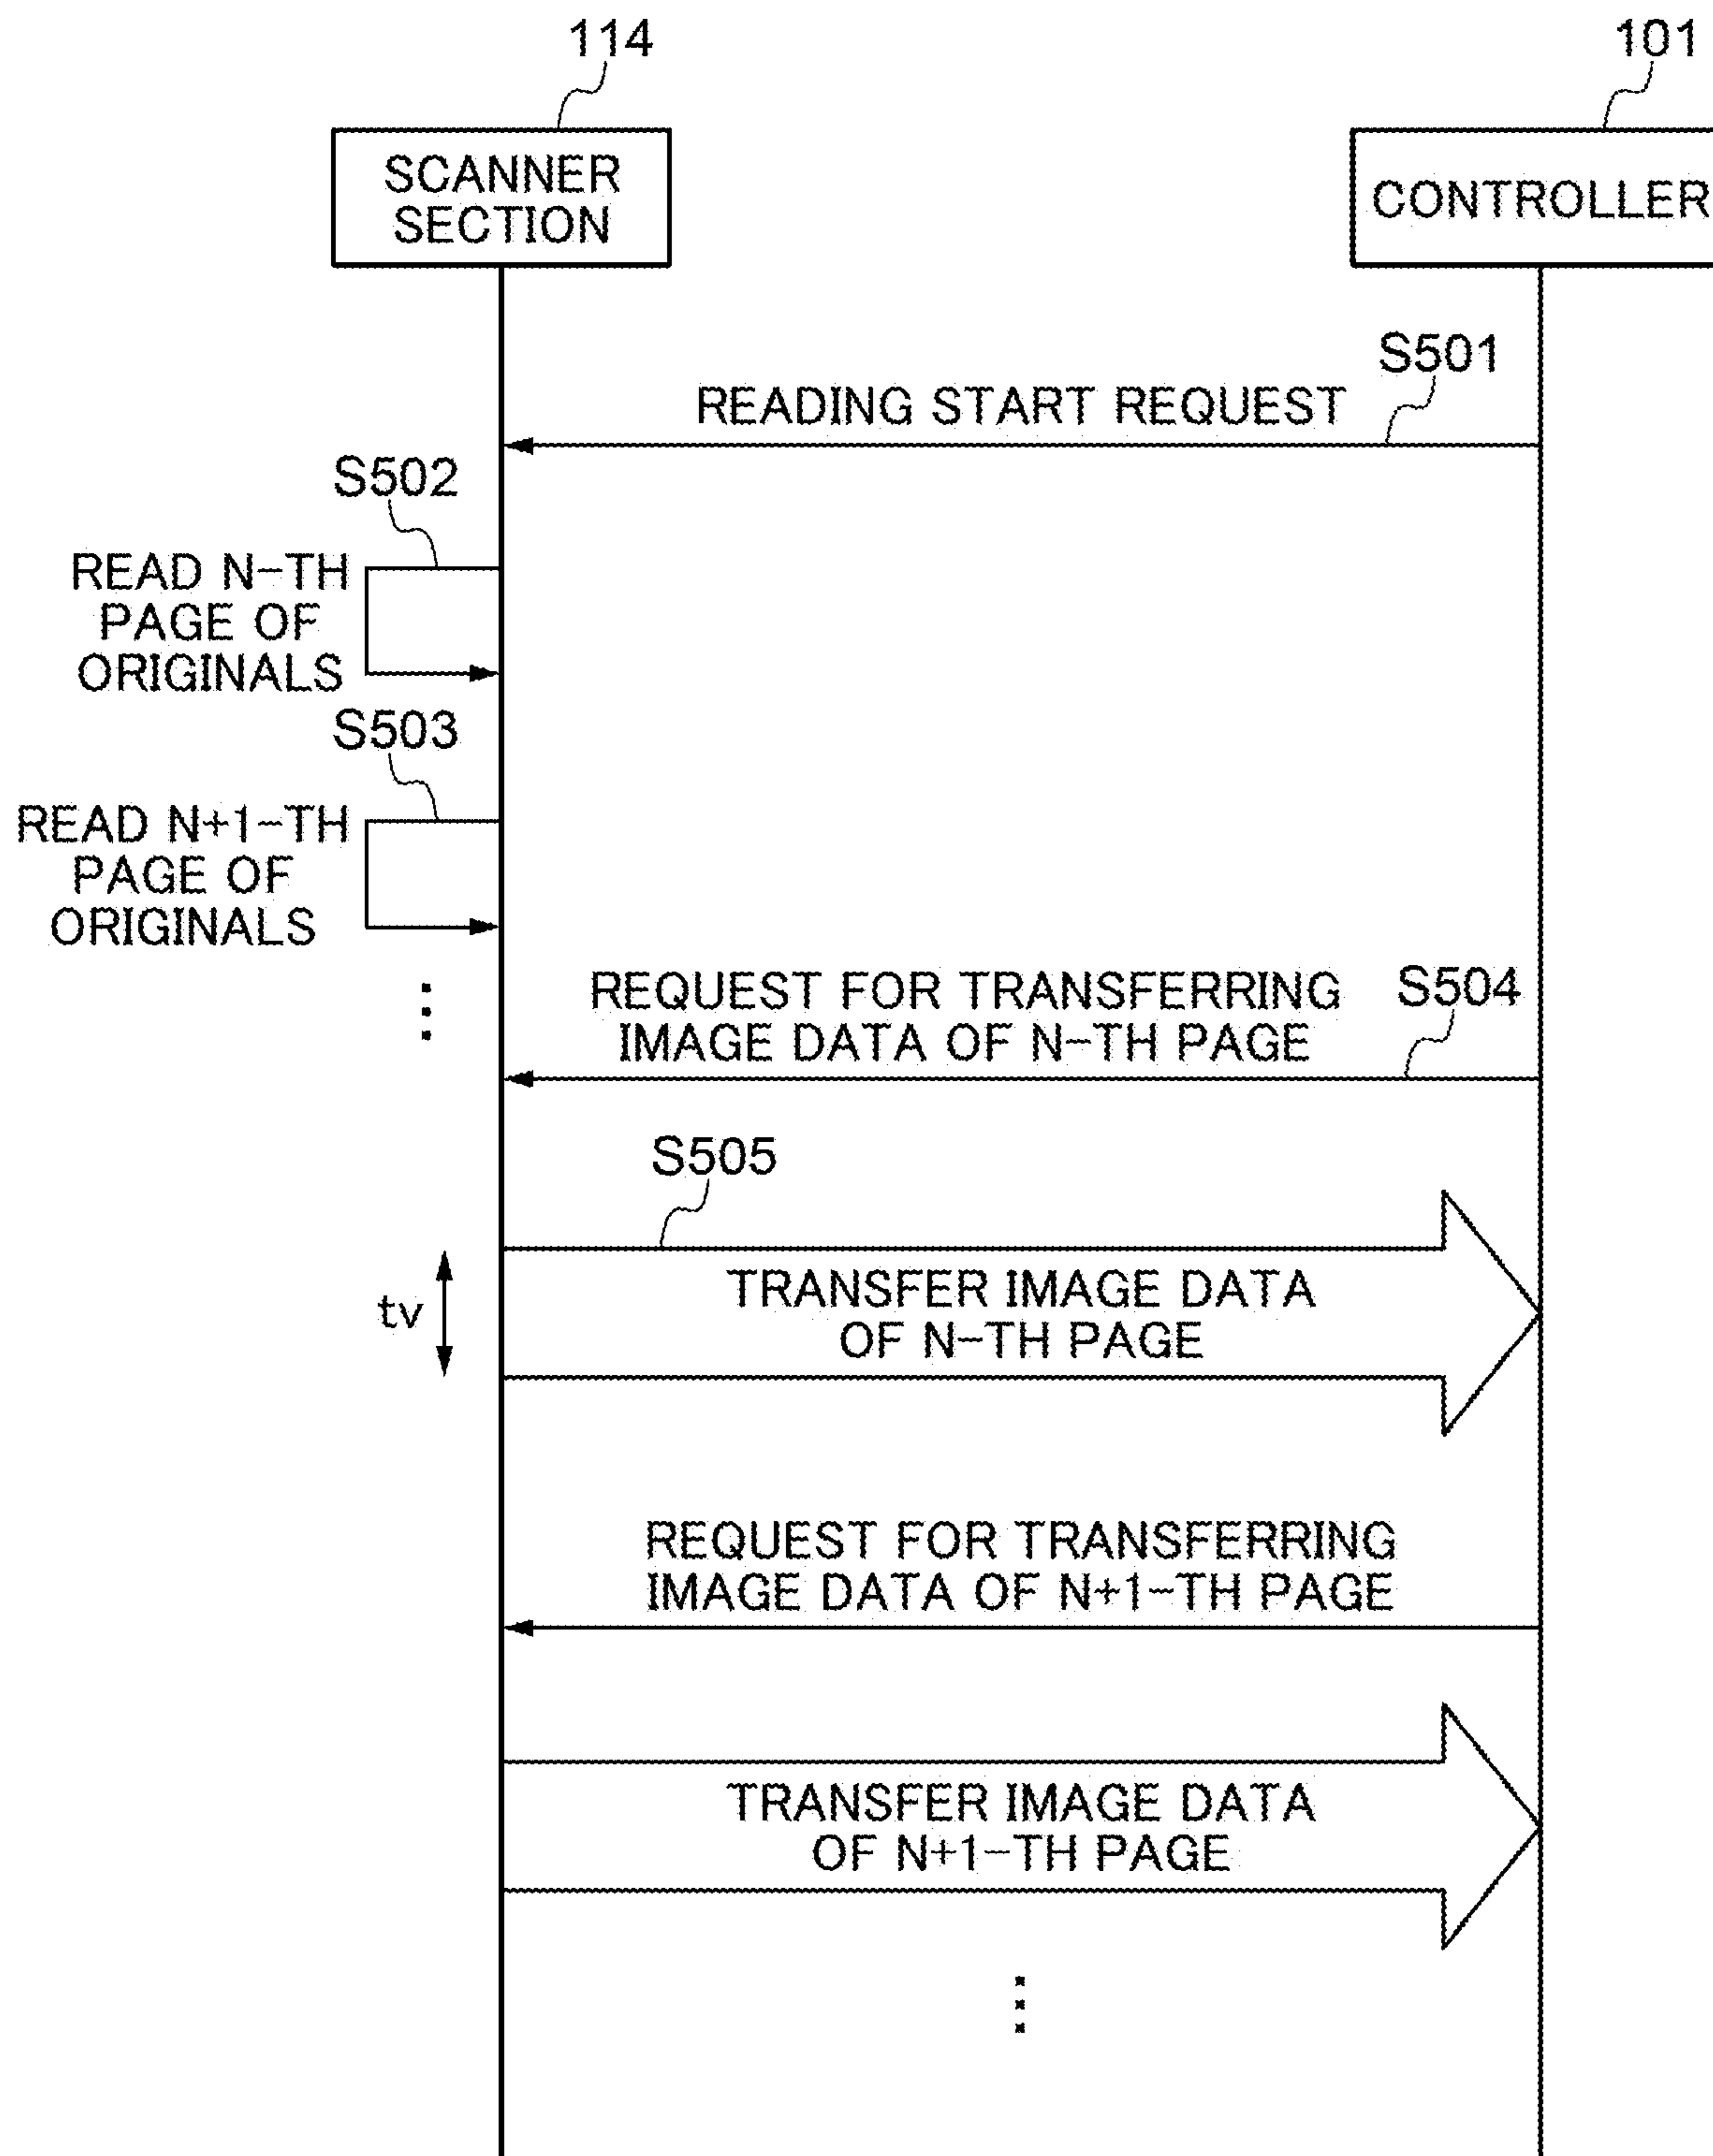 114
101
SCANNER
SECTION
CONTROLLER
S501
READING START REQUEST
S502
READ N-TH
PAGE OF
ORIGINALS
S503
READ N+1-TH
PAGE OF
ORIGINALS
REQUEST FOR TRANSFERRING
IMAGE DATA OF N-TH PAGE
S504
S505
tv
TRANSFER IMAGE DATA
OF N-TH PAGE
REQUEST FOR TRANSFERRING
IMAGE DATA OF N+1-TH PAGE
TRANSFER IMAGE DATA
OF N+1-TH PAGE